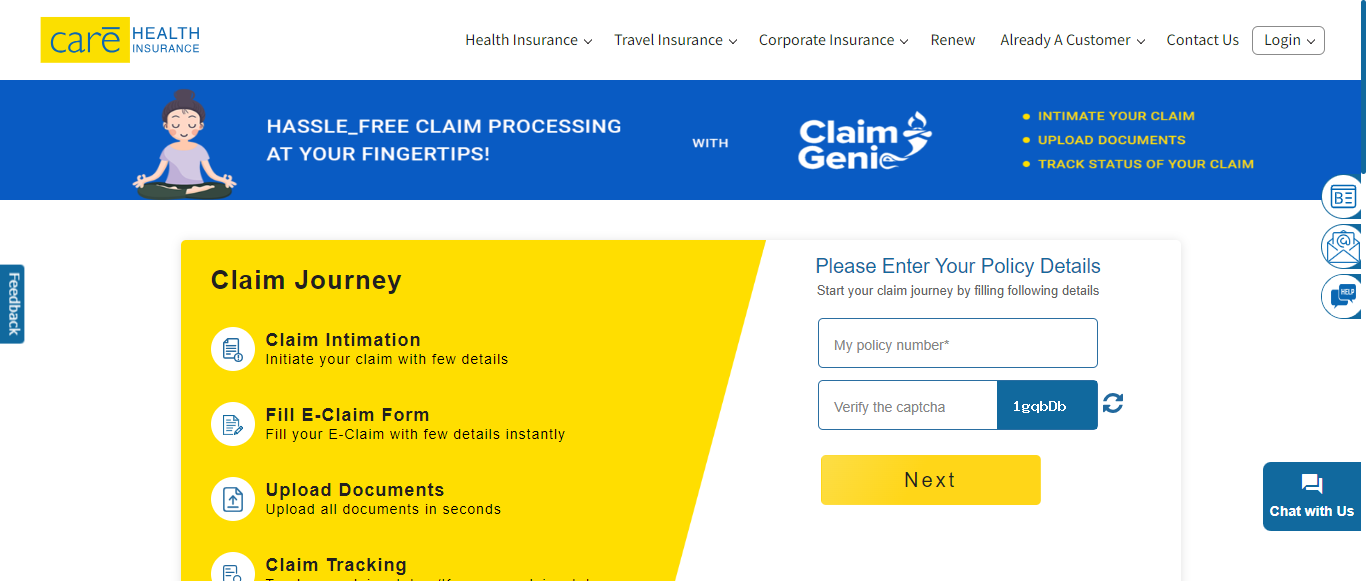 carē HEALTH
INSURANCE
Health Insurance
Travel Insurance
Corporate Insurance
Renew
Already A Customer
Contact Us
Login
HASSLE_FREE CLAIM PROCESSING
AT YOUR FINGERTIPS!
WITH
Claim
Genie
INTIMATE YOUR CLAIM
UPLOAD DOCUMENTS
TRACK STATUS OF YOUR CLAIM
Feedback
Claim Journey
Claim Intimation
Initiate your claim with few details
Fill E-Claim Form
Fill your E-Claim with few details instantly
Upload Documents
Upload all documents in seconds
Claim Tracking
Please Enter Your Policy Details
Start your claim journey by filling following details
My policy number*
Verify the captcha
1gqbDb
Next
B
HELP
Chat with Us